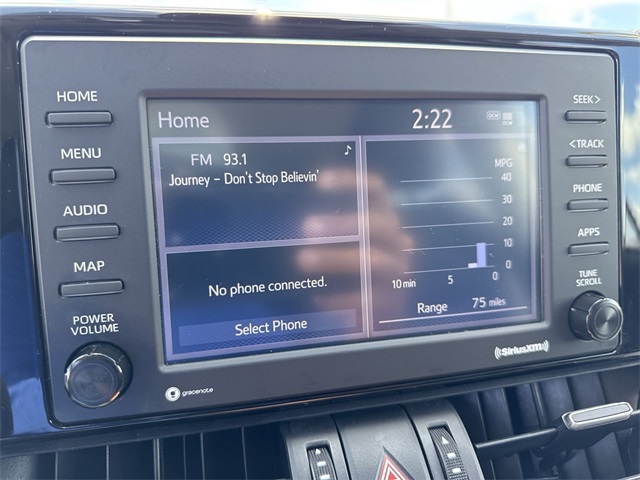 HOME
MENU
AUDIO
MAP
POWER
VOLUME
Home
2:22
DCM
FM 93.1
Journey – Don't Stop Believin'
No phone connected.
Select Phone
MPG
40
30
20
10
0
10 min 5 0
Range 75 miles
gracenote
((SiriusXM))
SEEK >
< TRACK
PHONE
APPS
TUNE
SCROLL